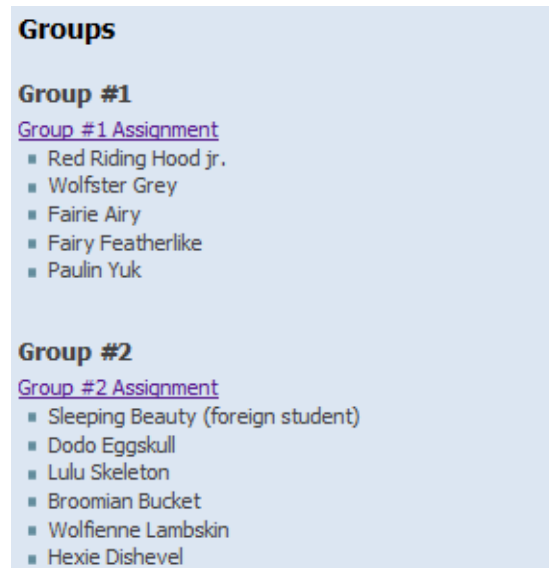 Groups
Group #1
Group #1 Assignment
Red Riding Hood jr.
Wolfster Grey
Fairie Airy
Fairy Featherlike
Paulin Yuk
Group #2
Group #2 Assignment
Sleeping Beauty (foreign student)
Dodo Eggskull
Lulu Skeleton
Broomian Bucket
Wolfienne Lambskin
Hexie Dishevel